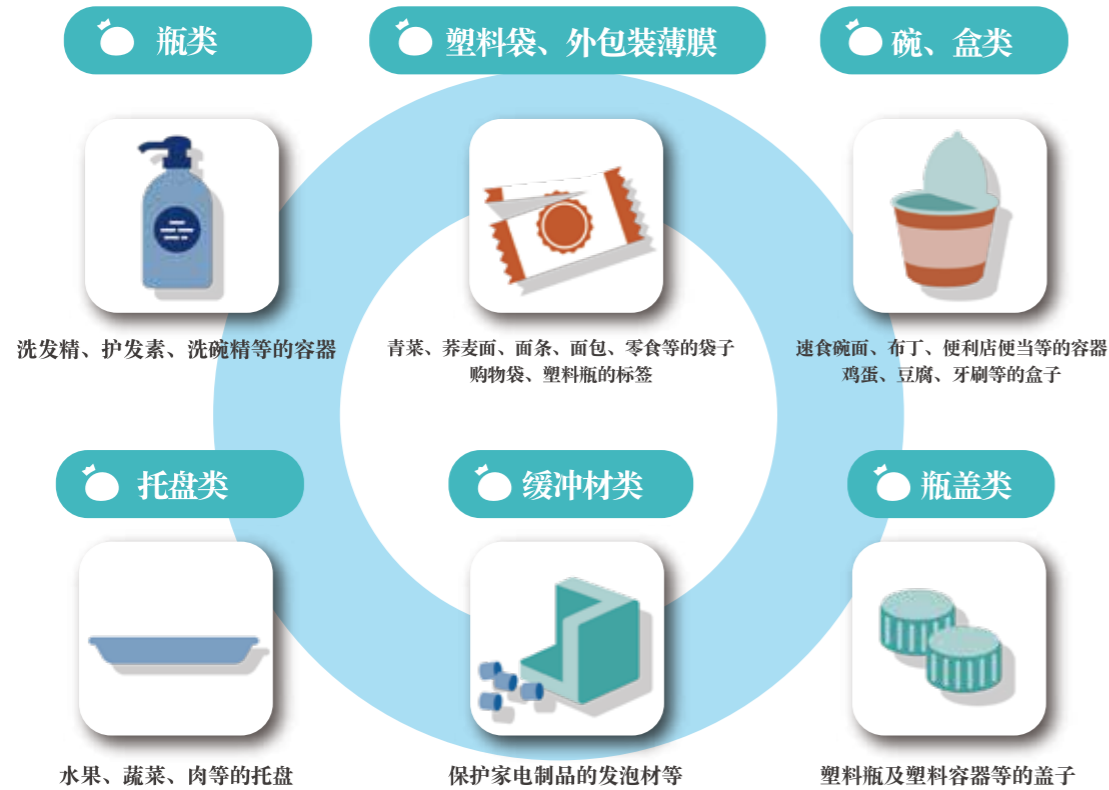 瓶类
塑料袋、外包装薄膜
碗、盒类
洗发精、护发素、洗碗精等的容器
青菜、荞麦面、面条、面包、零食等的袋子
购物袋、塑料瓶的标签
速食碗面、布丁、便利店便当等的容器
鸡蛋、豆腐、牙刷等的盒子
托盘类
缓冲材类
瓶盖类
水果、蔬菜、肉等的托盘
保护家电制品的发泡材等
塑料瓶及塑料容器等的盖子